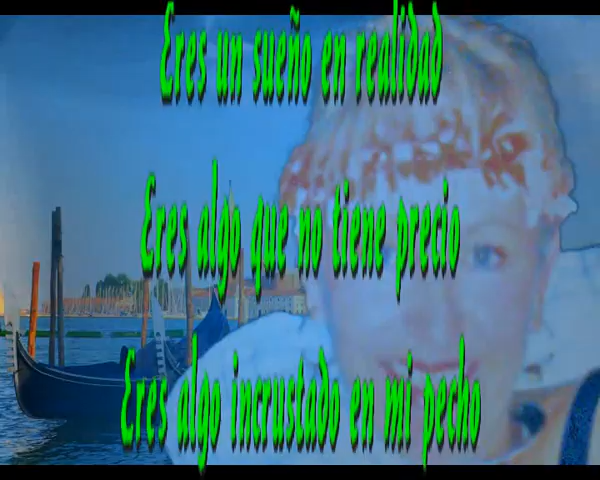 Eres un sueño en realidad
Eres algo que no tiene precio
Eres algo incrustado en mi pecho